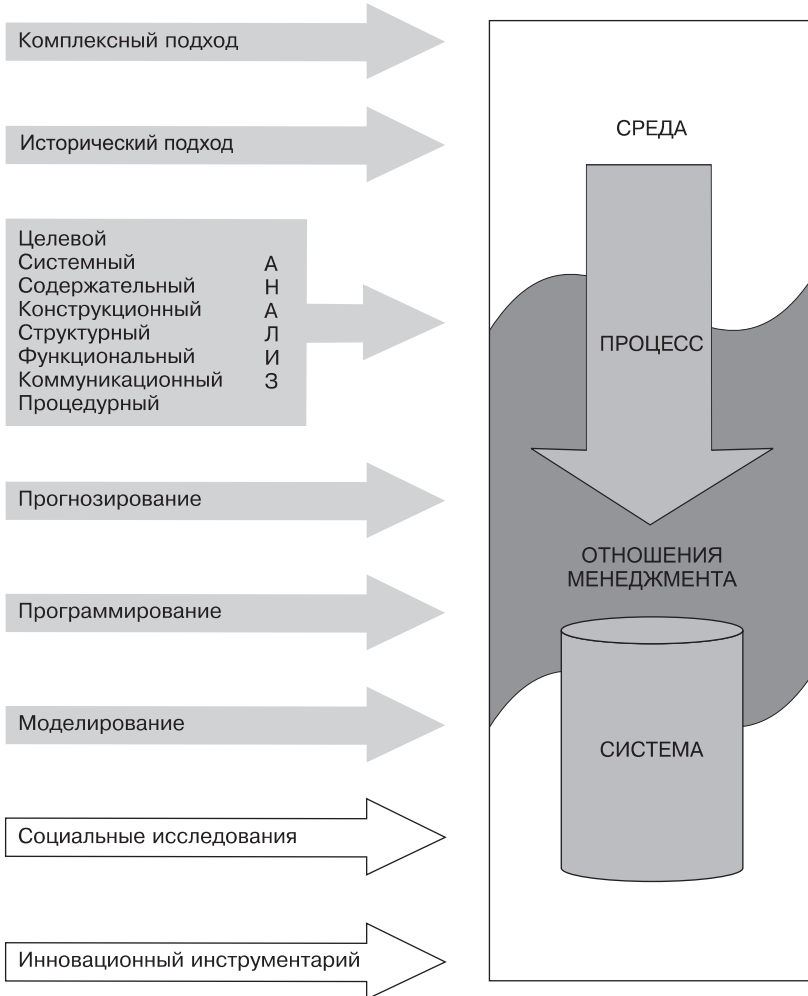 Комплексный подход
Исторический подход
Целевой
Системный
Содержательный
Конструкционный
Структурный
Функциональный
Коммуникационный
Процедурный
А
Н
А
Л
И
З
Прогнозирование
Программирование
Моделирование
Социальные исследования
Инновационный инструментарий
СРЕДА
ПРОЦЕСС
ОТНОШЕНИЯ
МЕНЕДЖМЕНТА
СИСТЕМА